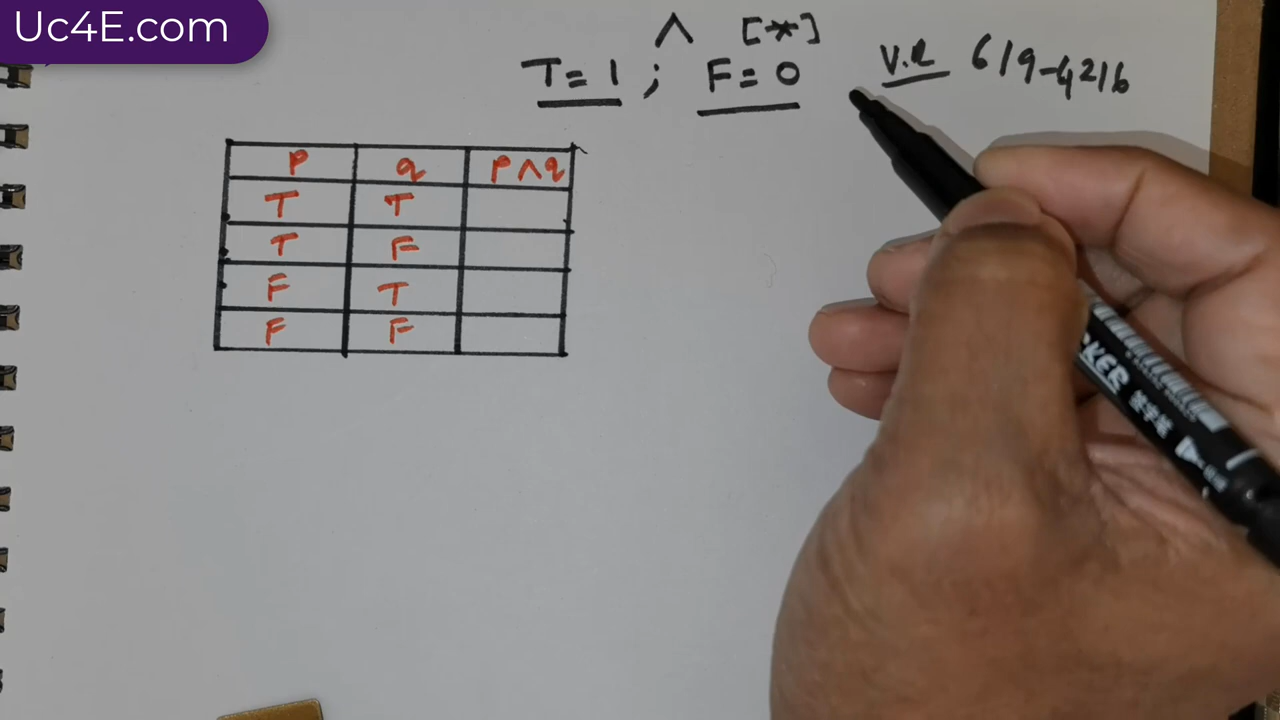 Uc4E.com
∧ [*]
T = 1 ; F = 0
V.R 619-4216
P q P ∧ q
T T
T F
F T
F F